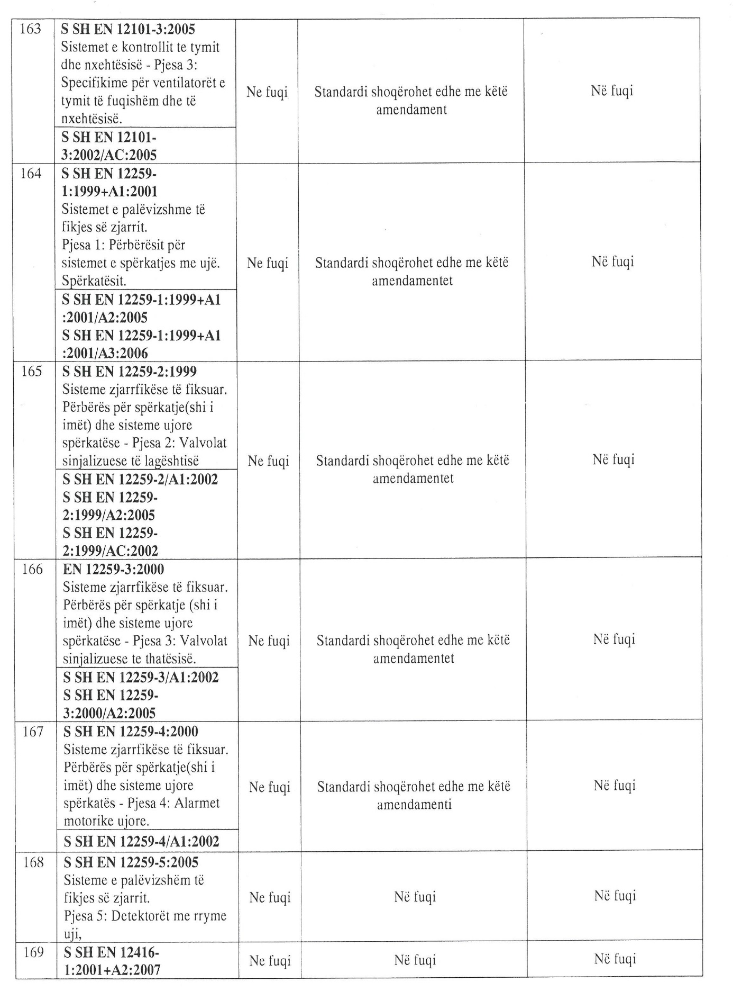 163
S SH EN 12101-3:2005
Sistemet e kontrollit te tymit
dhe nxehtësisë - Pjesa 3:
Specifikime për ventilatorët e
tymit të fuqishëm dhe të
nxehtësisë.
S SH EN 12101-
3:2002/AC:2005
Ne fuqi
Standardi shoqërohet edhe me këtë
amendament
Në fuqi
164
S SH EN 12259-
1:1999+A1:2001
Sistemet e palëvizshme të
fikjes së zjarrit.
Pjesa 1: Përbërësit për
sistemet e spërkatjes me ujë.
Spërkatësit.
S SH EN 12259-1:1999+A1
:2001/A2:2005
S SH EN 12259-1:1999+A1
:2001/A3:2006
Ne fuqi
Standardi shoqërohet edhe me këtë
amendamentet
Në fuqi
165
S SH EN 12259-2:1999
Sisteme zjarrfikëse të fiksuar.
Përbërës për spërkatje(shi i
imët) dhe sisteme ujore
spërkatëse - Pjesa 2: Valvolat
sinjalizuese të lagështisë
S SH EN 12259-2/A1:2002
S SH EN 12259-
2:1999/A2:2005
S SH EN 12259-
2:1999/AC:2002
Ne fuqi
Standardi shoqërohet edhe me këtë
amendamentet
Në fuqi
166
EN 12259-3:2000
Sisteme zjarrfikëse të fiksuar.
Përbërës për spërkatje (shi i
imët) dhe sisteme ujore
spërkatëse - Pjesa 3: Valvolat
sinjalizuese te thatësisë.
S SH EN 12259-3/A1:2002
S SH EN 12259-
3:2000/A2:2005
Ne fuqi
Standardi shoqërohet edhe me këtë
amendamentet
Në fuqi
167
S SH EN 12259-4:2000
Sisteme zjarrfikëse të fiksuar.
Përbërës për spërkatje(shi i
imët) dhe sisteme ujore
spërkatës - Pjesa 4: Alarmet
motorike ujore.
S SH EN 12259-4/A1:2002
Ne fuqi
Standardi shoqërohet edhe me këtë
amendamenti
Në fuqi
168
S SH EN 12259-5:2005
Sisteme e palëvizshëm të
fikjes së zjarrit.
Pjesa 5: Detektorët me rryme
uji,
Ne fuqi
Në fuqi
Në fuqi
169
S SH EN 12416-
1:2001+A2:2007
Ne fuqi
Në fuqi
Në fuqi